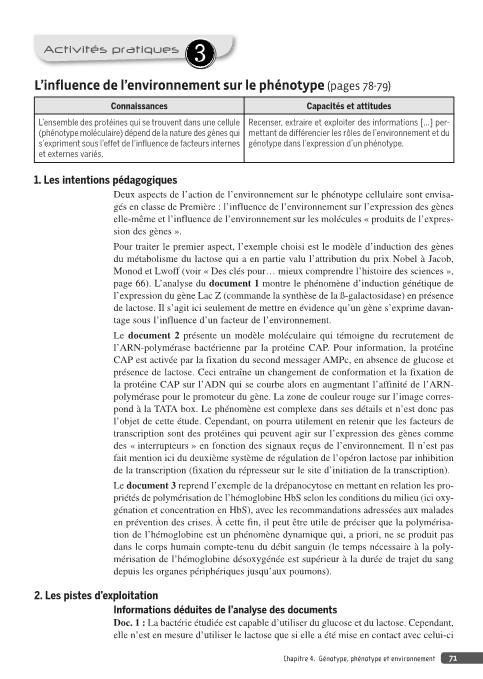 Activités pratiques 3
L’influence de l’environnement sur le phénotype (pages 78-79)
Connaissances
Capacités et attitudes
L’ensemble des protéines qui se trouvent dans une cellule
(phénotype moléculaire) dépend de la nature des gènes qui
s’expriment sous l’effet de l’influence de facteurs internes
et externes variés.
Recenser, extraire et exploiter des informations [...] per-
mettant de différencier les rôles de l’environnement et du
génotype dans l’expression d’un phénotype.
1. Les intentions pédagogiques
Deux aspects de l’action de l’environnement sur le phénotype cellulaire sont envisa-
gés en classe de Première : l’influence de l’environnement sur l’expression des gènes
elle-même et l’influence de l’environnement sur les molécules « produits de l’expres-
sion des gènes ».
Pour traiter le premier aspect, l’exemple choisi est le modèle d’induction des gènes
du métabolisme du lactose qui a en partie valu l’attribution du prix Nobel à Jacob,
Monod et Lwoff (voir « Des clés pour… mieux comprendre l’histoire des sciences »,
page 66). L’analyse du document 1 montre le phénomène d’induction génétique de
l’expression du gène Lac Z (commande la synthèse de la ß-galactosidase) en présence
de lactose. Il s’agit ici seulement de mettre en évidence qu’un gène s’exprime davan-
tage sous l’influence d’un facteur de l’environnement.
Le document 2 présente un modèle moléculaire qui témoigne du recrutement de
l’ARN-polymérase bactérienne par la protéine CAP. Pour information, la protéine
CAP est activée par la fixation du second messager AMPc, en absence de glucose et
présence de lactose. Ceci entraîne un changement de conformation et la fixation de
la protéine CAP sur l’ADN qui se courbe alors en augmentant l’affinité de l’ARN-
polymérase pour le promoteur du gène. La zone de couleur rouge sur l’image corres-
pond à la TATA box. Le phénomène est complexe dans ses détails et n’est donc pas
l’objet de cette étude. Cependant, on pourra utilement en retenir que les facteurs de
transcription sont des protéines qui peuvent agir sur l’expression des gènes comme
des « interrupteurs » en fonction des signaux reçus de l’environnement. Il n’est pas
fait mention ici du deuxième système de régulation de l’opéron lactose par inhibition
de la transcription (fixation du répresseur sur le site d’initiation de la transcription).
Le document 3 reprend l’exemple de la drépanocytose en mettant en relation les pro-
priétés de polymérisation de l’hémoglobine HbS selon les conditions du milieu (ici oxy-
génation et concentration en HbS), avec les recommandations adressées aux malades
en prévention des crises. À cette fin, il peut être utile de préciser que la polymérisa-
tion de l’hémoglobine est un phénomène dynamique qui, a priori, ne se produit pas
dans le corps humain compte-tenu du débit sanguin (le temps nécessaire à la poly-
mérisation de l’hémoglobine désoxygénée est supérieur à la durée de trajet du sang
depuis les organes périphériques jusqu’aux poumons).
2. Les pistes d’exploitation
Informations déduites de l’analyse des documents
Doc. 1 : La bactérie étudiée est capable d’utiliser du glucose et du lactose. Cependant,
elle n’est en mesure d’utiliser le lactose que si elle a été mise en contact avec celui-ci
Chapitre 4. Génotype, phénotype et environnement 71